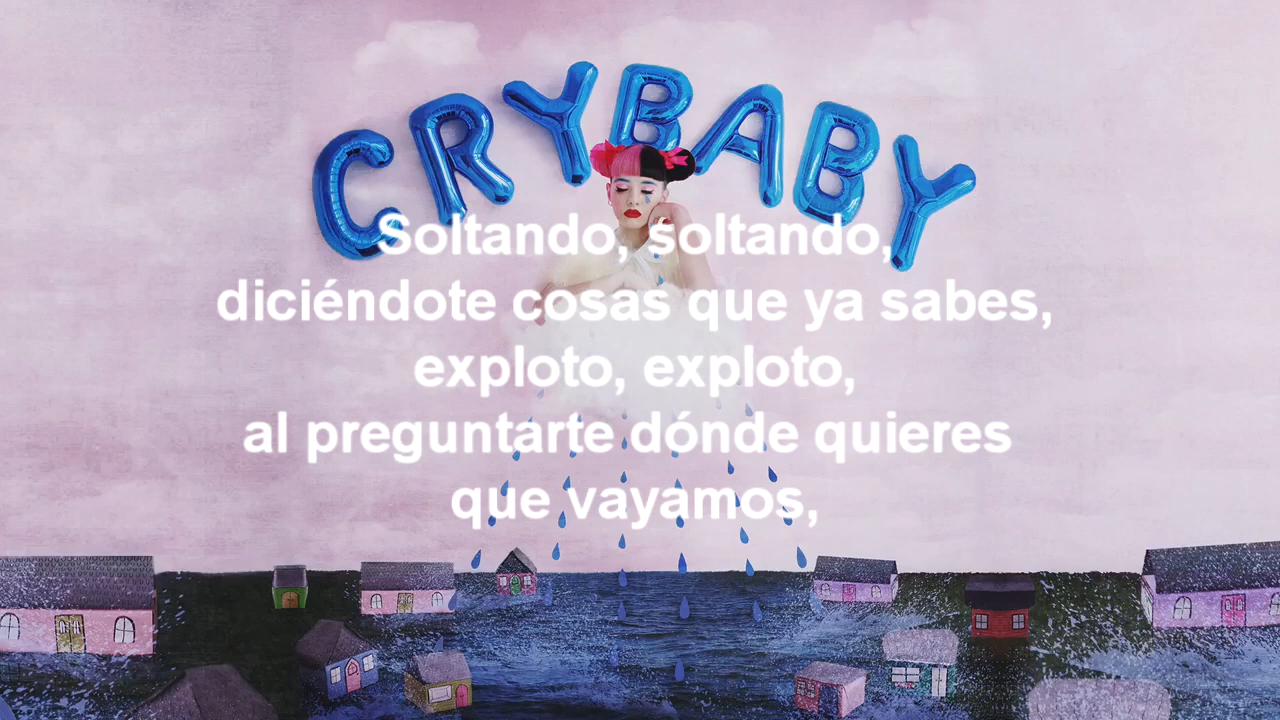 CRYBABY
Soltando, soltando,
diciéndote cosas que ya sabes,
exploto, exploto,
al preguntarte dónde quieres
que vayamos,